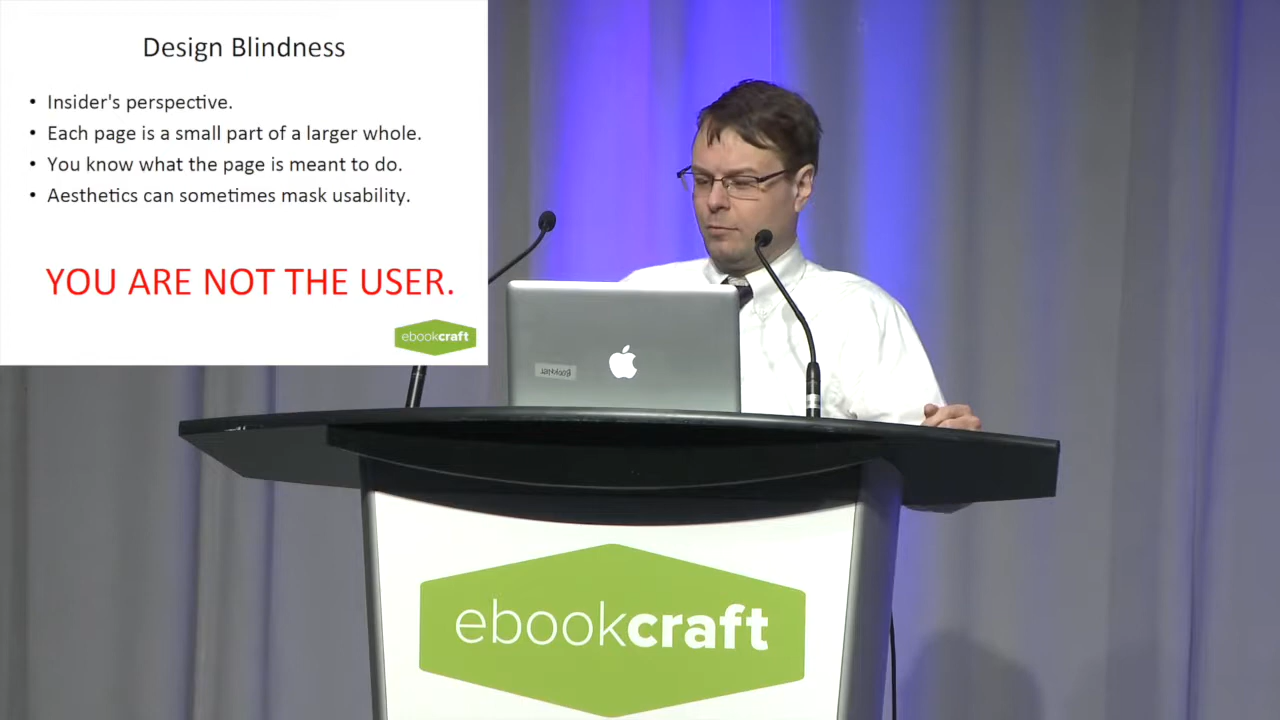 Design Blindness
• Insider's perspective.
• Each page is a small part of a larger whole.
• You know what the page is meant to do.
• Aesthetics can sometimes mask usability.
YOU ARE NOT THE USER.
ebookcraft
ebookcraft